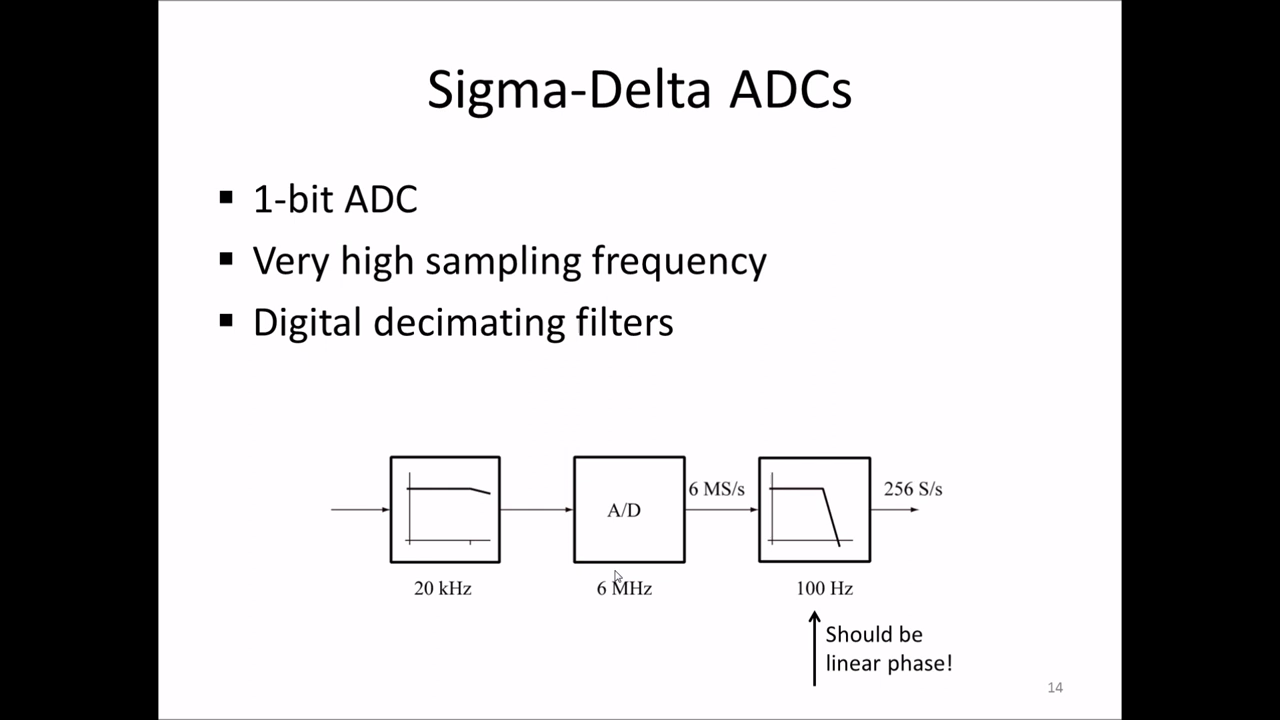 Sigma-Delta ADCs
▪ 1-bit ADC
▪ Very high sampling frequency
▪ Digital decimating filters
A/D
6 MS/s
256 S/s
20 kHz
6 MHz
100 Hz
Should be
linear phase!
14